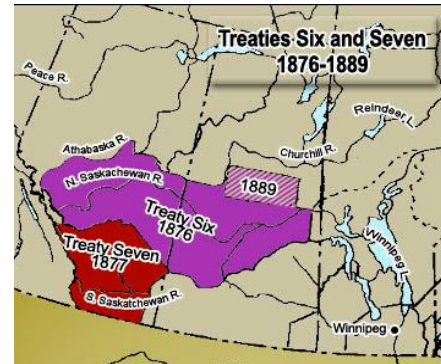 Treaties Six and Seven
1876-1889
Peace R.
Reindeer L.
Athabaska R.
Churchill R.
N. Saskachewan R.
1889
Treaty Six
1876
Treaty Seven
1877
Winnipeg L.
S. Saskatchewan R.
Winnipeg